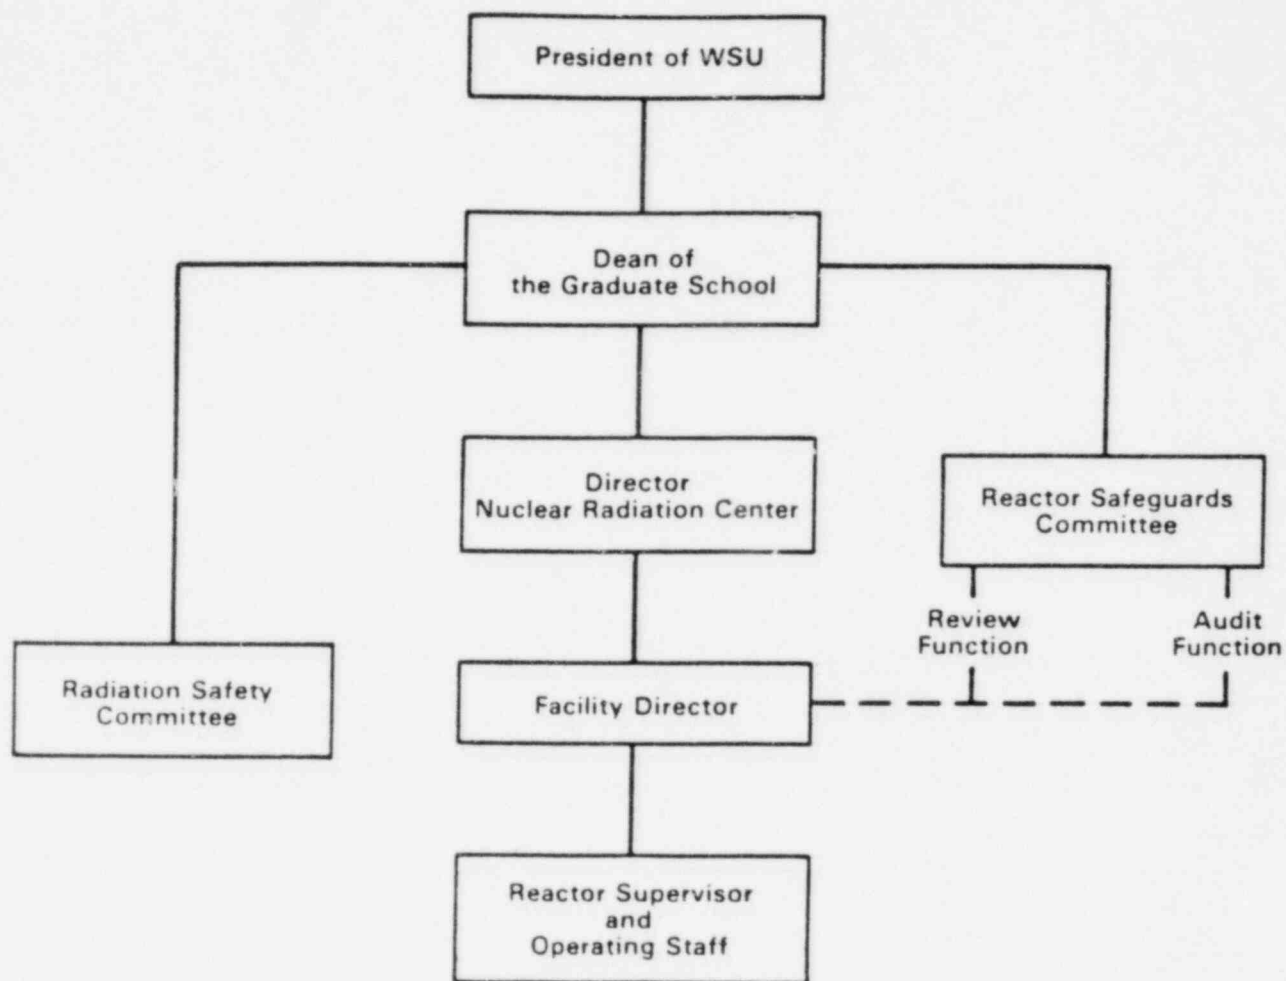 President of WSU
Dean of
the Graduate School
Director
Nuclear Radiation Center
Reactor Safeguards
Committee
Review
Function
Audit
Function
Radiation Safety
Committee
Facility Director
Reactor Supervisor
and
Operating Staff